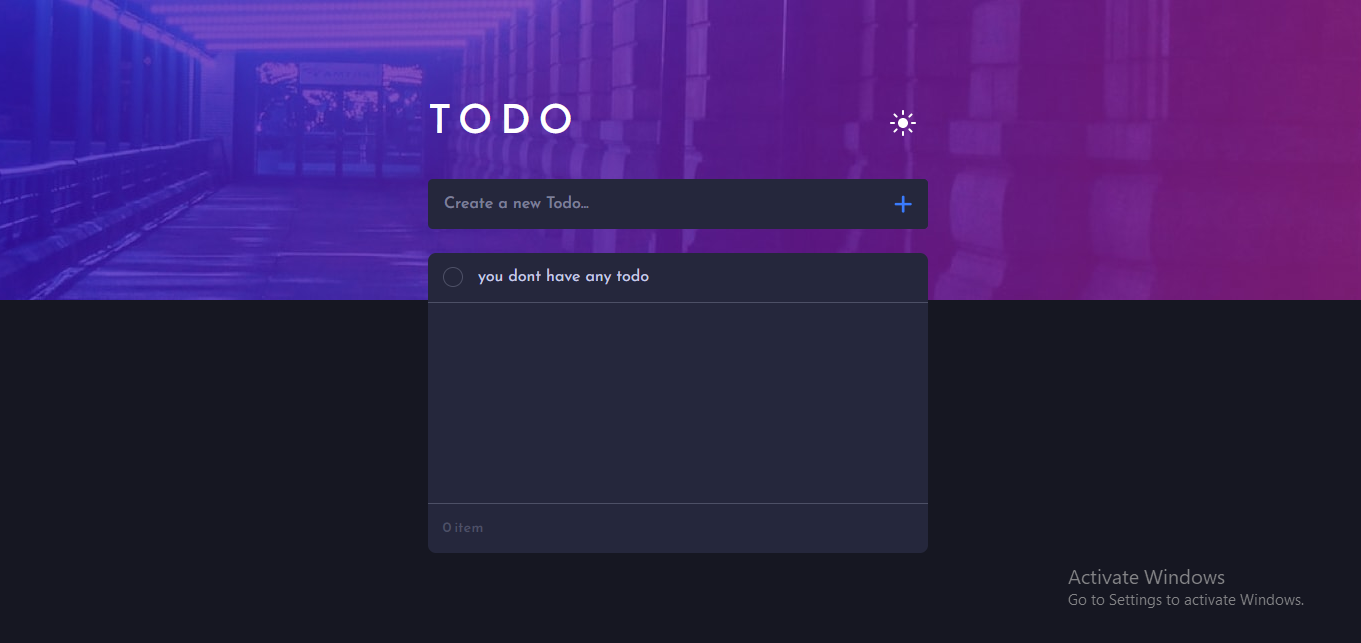 TODO
Create a new Todo...
you dont have any todo
0 item
Activate Windows
Go to Settings to activate Windows.